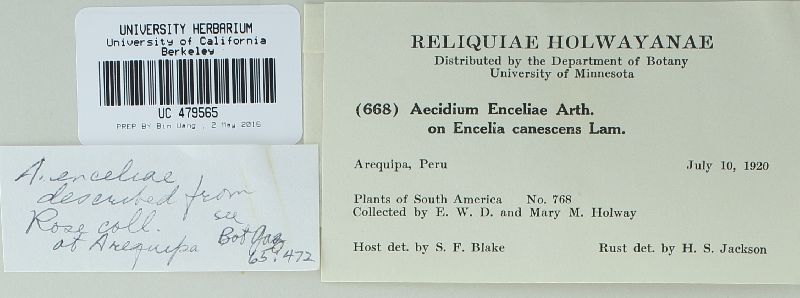 UNIVERSITY HERBARIUM
University of California
Berkeley
UC 479565
PREP BY Bin Wang , 2 May 2016
A. enceliae
described from
Rose coll.
at Arequipa
see
Bot Gaz
65:472
RELIQUIAE HOLWAYANAE
Distributed by the Department of Botany
University of Minnesota
(668) Aecidium Enceliae Arth.
on Encelia canescens Lam.
Arequipa, Peru July 10, 1920
Plants of South America No. 768
Collected by E. W. D. and Mary M. Holway
Host det. by S. F. Blake Rust det. by H. S. Jackson